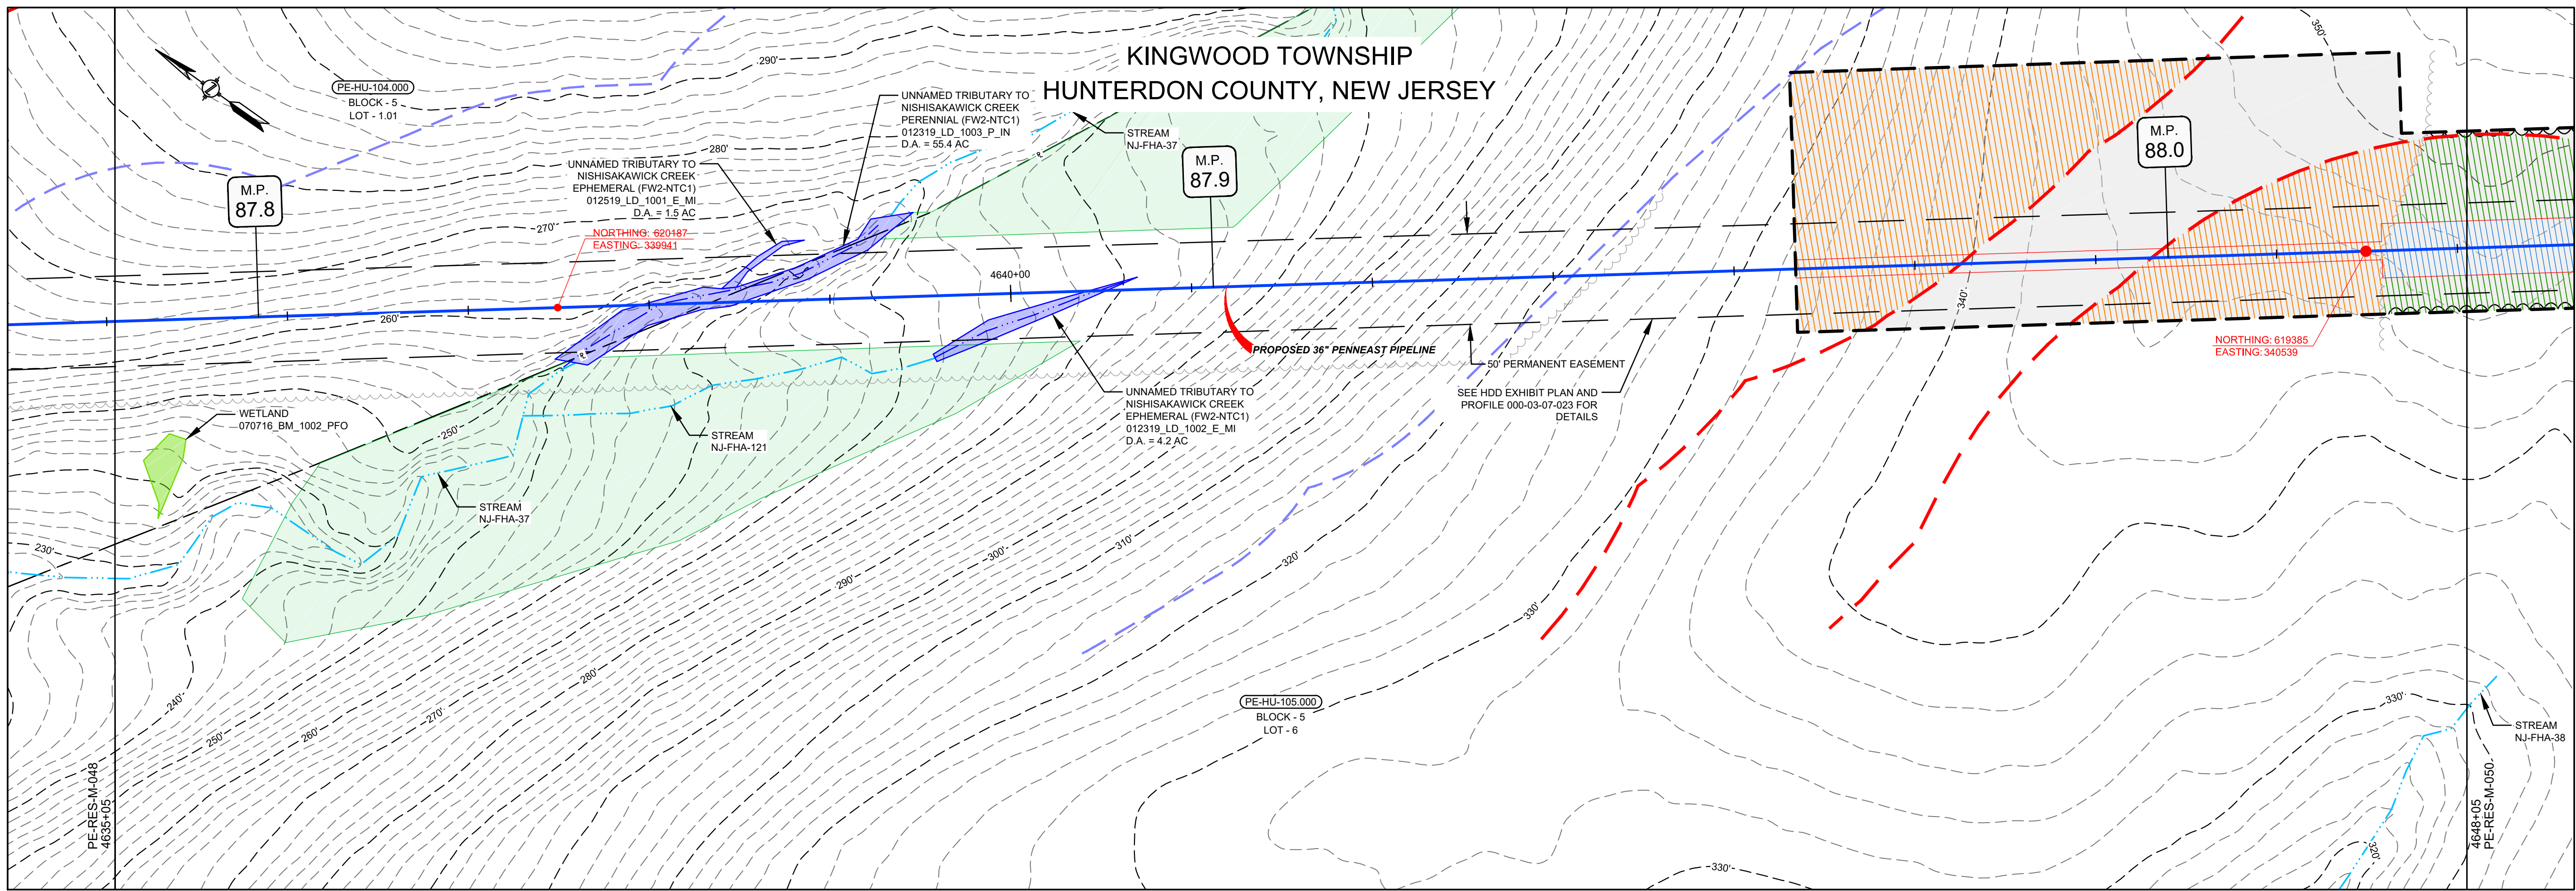 KINGWOOD TOWNSHIP
HUNTERDON COUNTY, NEW JERSEY
PE-HU-104.000
BLOCK - 5
LOT - 1.01
M.P.
87.8
290'
280'
270'
260'
UNNAMED TRIBUTARY TO
NISHISAKAWICK CREEK
PERENNIAL (FW2-NTC1)
012319_LD_1003_P_IN
D.A. = 55.4 AC
UNNAMED TRIBUTARY TO
NISHISAKAWICK CREEK
EPHEMERAL (FW2-NTC1)
012519_LD_1001_E_MI
D.A. = 1.5 AC
NORTHING: 620187
EASTING: 339941
STREAM
NJ-FHA-37
M.P.
87.9
4640+00
PROPOSED 36" PENNEAST PIPELINE
50' PERMANENT EASEMENT
SEE HDD EXHIBIT PLAN AND
PROFILE 000-03-07-023 FOR
DETAILS
UNNAMED TRIBUTARY TO
NISHISAKAWICK CREEK
EPHEMERAL (FW2-NTC1)
012319_LD_1002_E_MI
D.A. = 4.2 AC
M.P.
88.0
350'
340'
NORTHING: 619385
EASTING: 340539
WETLAND
070716_BM_1002_PFO
250'
STREAM
NJ-FHA-121
STREAM
NJ-FHA-37
230'
240'
250'
260'
270'
280'
290'
300'
310'
320'
330'
PE-HU-105.000
BLOCK - 5
LOT - 6
330'
330'
320'
STREAM
NJ-FHA-38
PE-RES-M-048
4635+05
4648+05
PE-RES-M-050